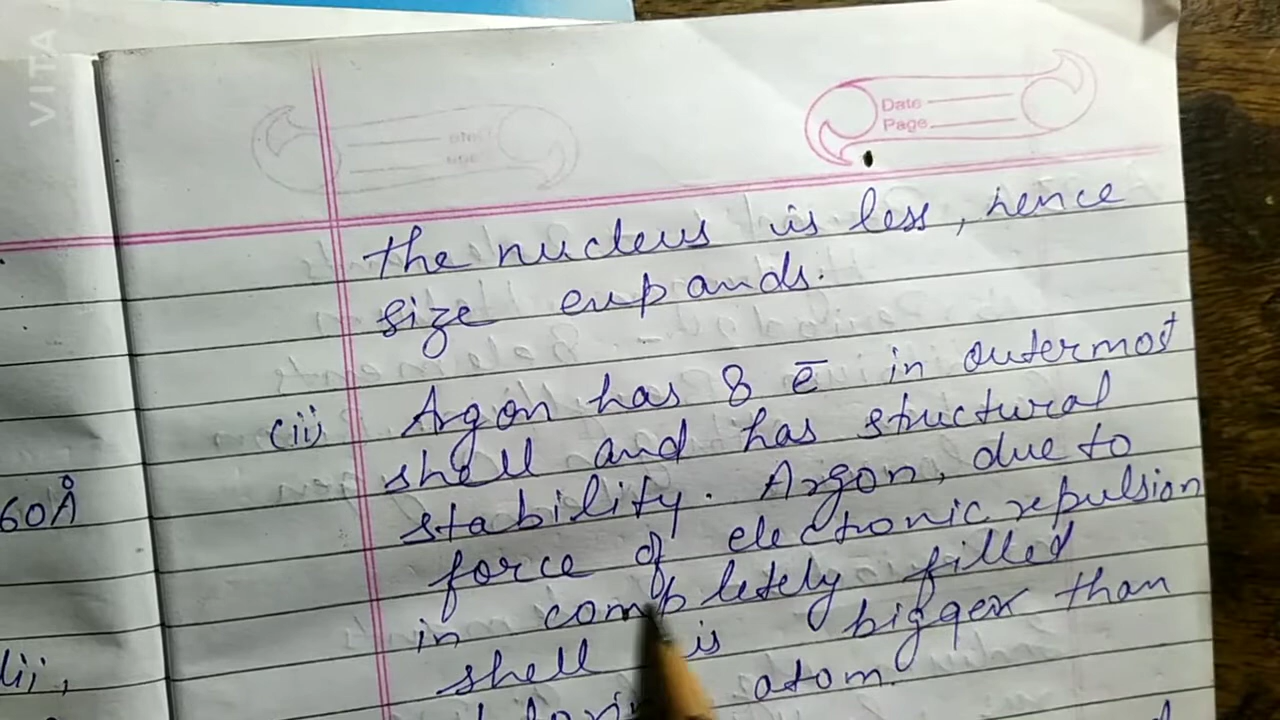 VITA
Date
Page
the nucleus is less, hence
size expands.
(ii) Argon has 8 ē in outermost
shell and has structural
stability. Argon, due to
60Å
force of electronic repulsion
in completely filled
shell is bigger than
atom.